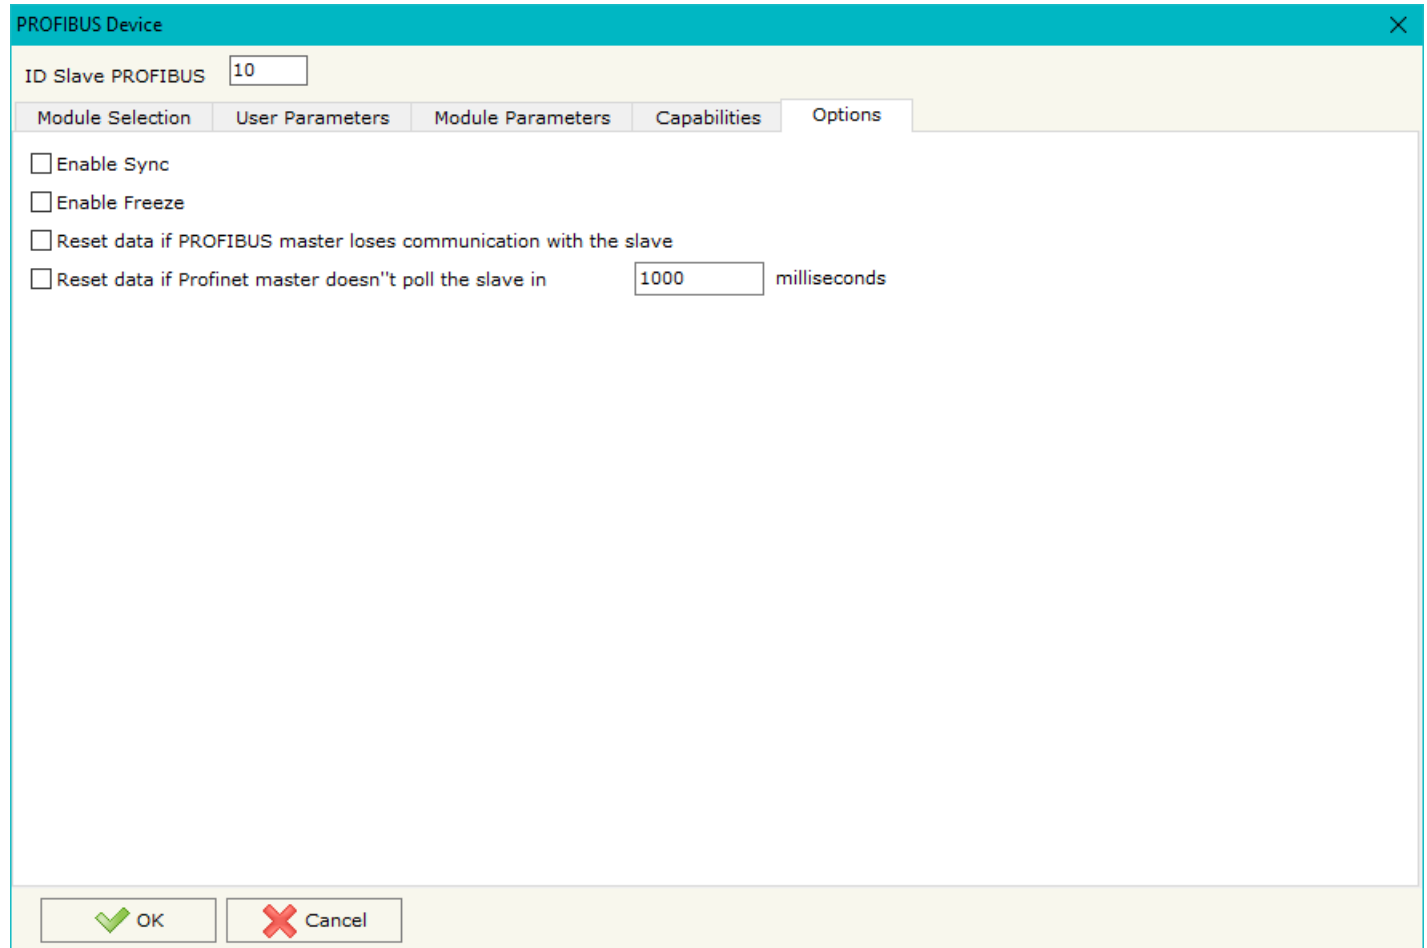 PROFIBUS Device
ID Slave PROFIBUS 10
Module Selection User Parameters Module Parameters Capabilities Options
Enable Sync
Enable Freeze
Reset data if PROFIBUS master loses communication with the slave
Reset data if Profinet master doesn''t poll the slave in 1000 milliseconds
OK Cancel